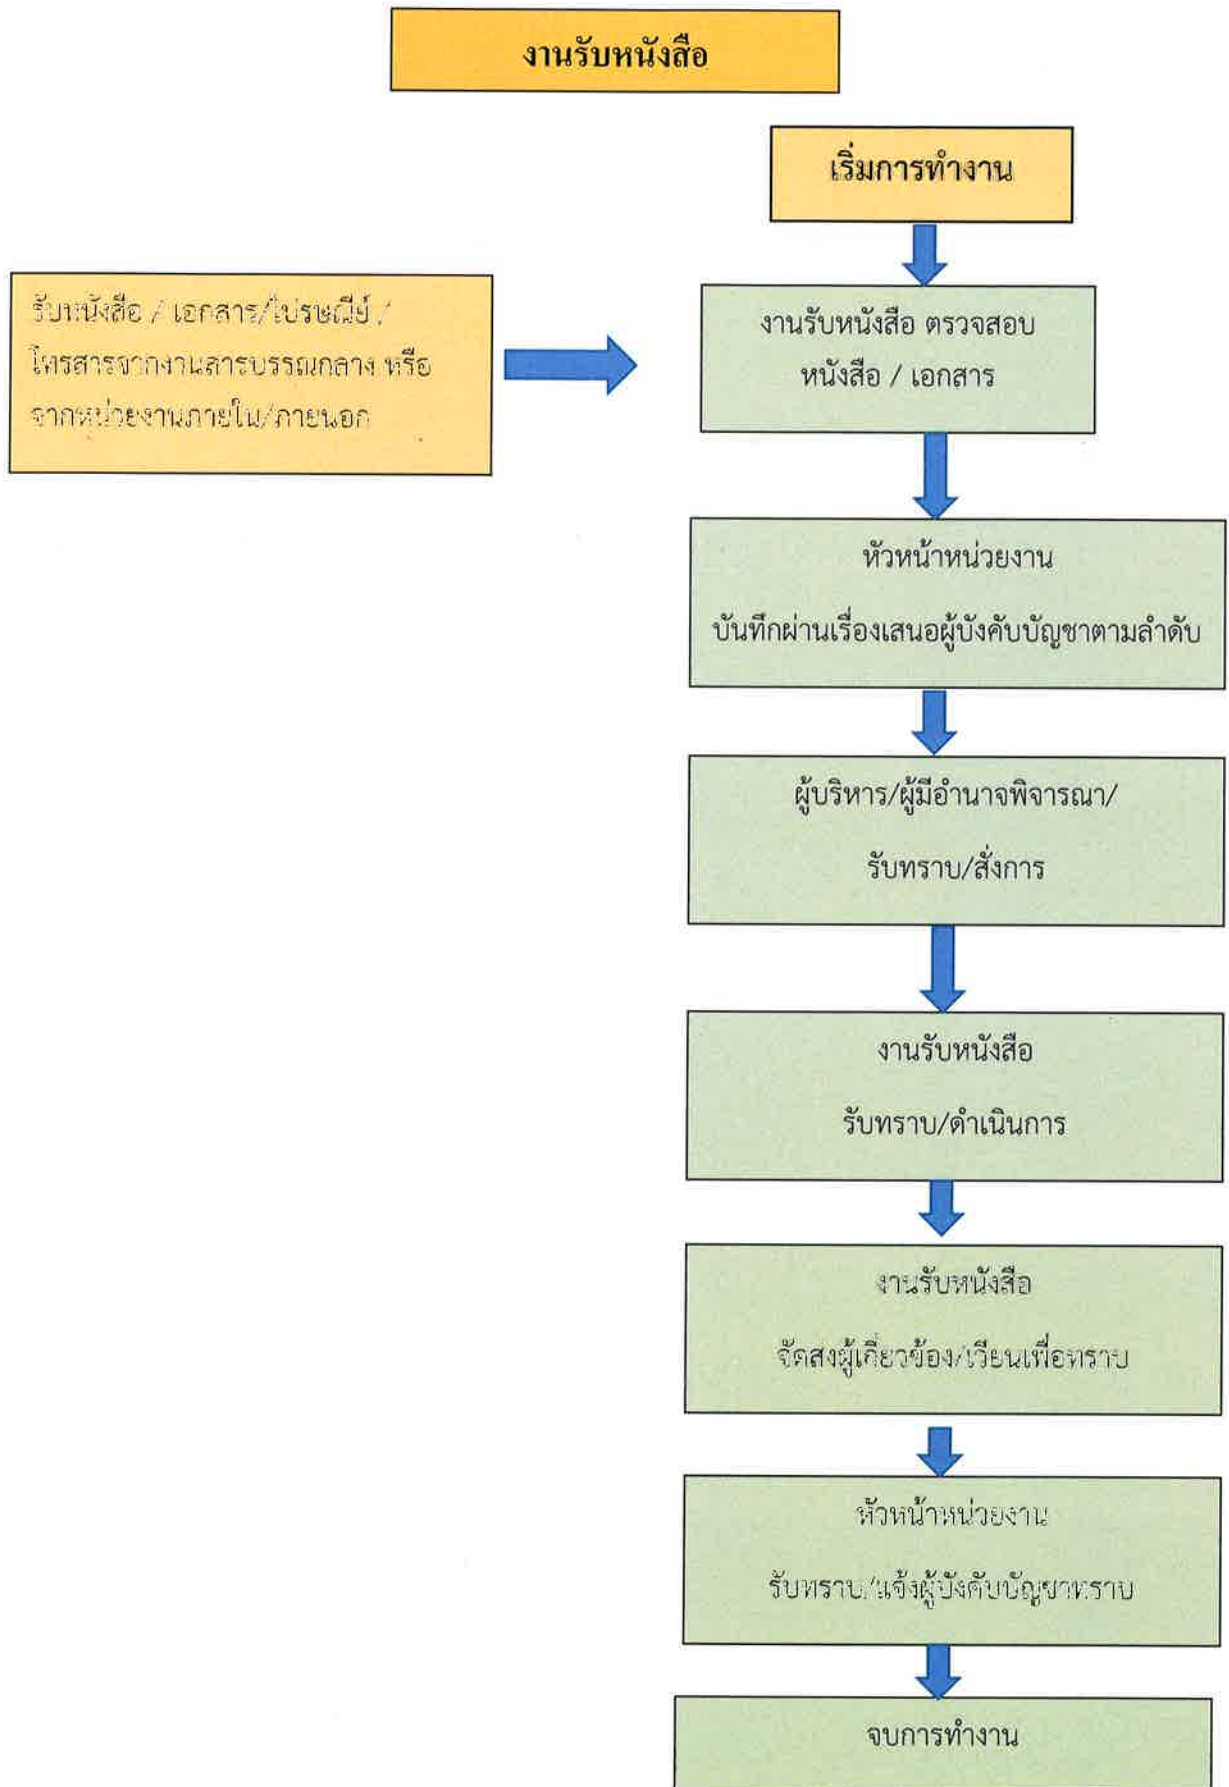 งานรับหนังสือ
เริ่มการทำงาน
รับหนังสือ / เอกสาร/ไปรษณีย์ /
โทรสารจากงานสารบรรณกลาง หรือ
จากหน่วยงานภายใน/ภายนอก
งานรับหนังสือ ตรวจสอบ
หนังสือ / เอกสาร
หัวหน้าหน่วยงาน
บันทึกผ่านเรื่องเสนอผู้บังคับบัญชาตามลำดับ
ผู้บริหาร/ผู้มีอำนาจพิจารณา/
รับทราบ/สั่งการ
งานรับหนังสือ
รับทราบ/ดำเนินการ
งานรับหนังสือ
จัดส่งผู้เกี่ยวข้อง/เวียนเพื่อทราบ
หัวหน้าหน่วยงาน
รับทราบ/แจ้งผู้บังคับบัญชาทราบ
จบการทำงาน